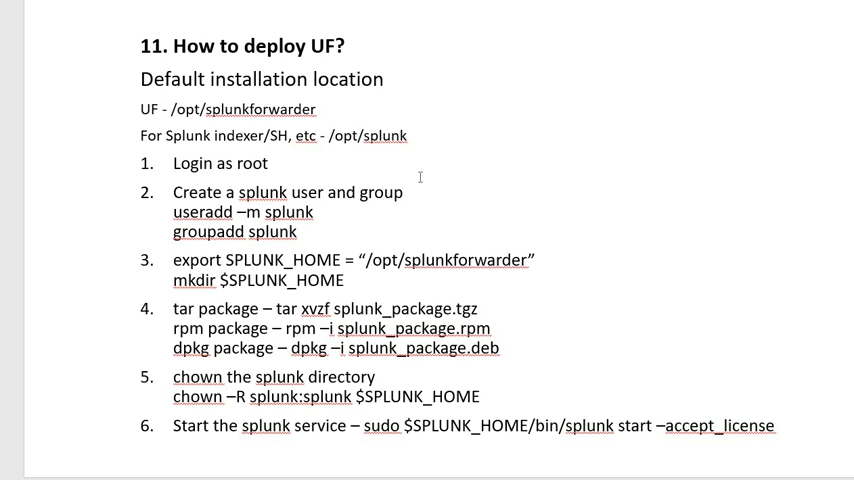 11. How to deploy UF?
Default installation location
UF - /opt/splunkforwarder
For Splunk indexer/SH, etc - /opt/splunk
1. Login as root
2. Create a splunk user and group
useradd –m splunk
groupadd splunk
3. export SPLUNK_HOME = “/opt/splunkforwarder”
mkdir $SPLUNK_HOME
4. tar package – tar xvzf splunk_package.tgz
rpm package – rpm –i splunk_package.rpm
dpkg package – dpkg –i splunk_package.deb
5. chown the splunk directory
chown –R splunk:splunk $SPLUNK_HOME
6. Start the splunk service – sudo $SPLUNK_HOME/bin/splunk start –accept_license